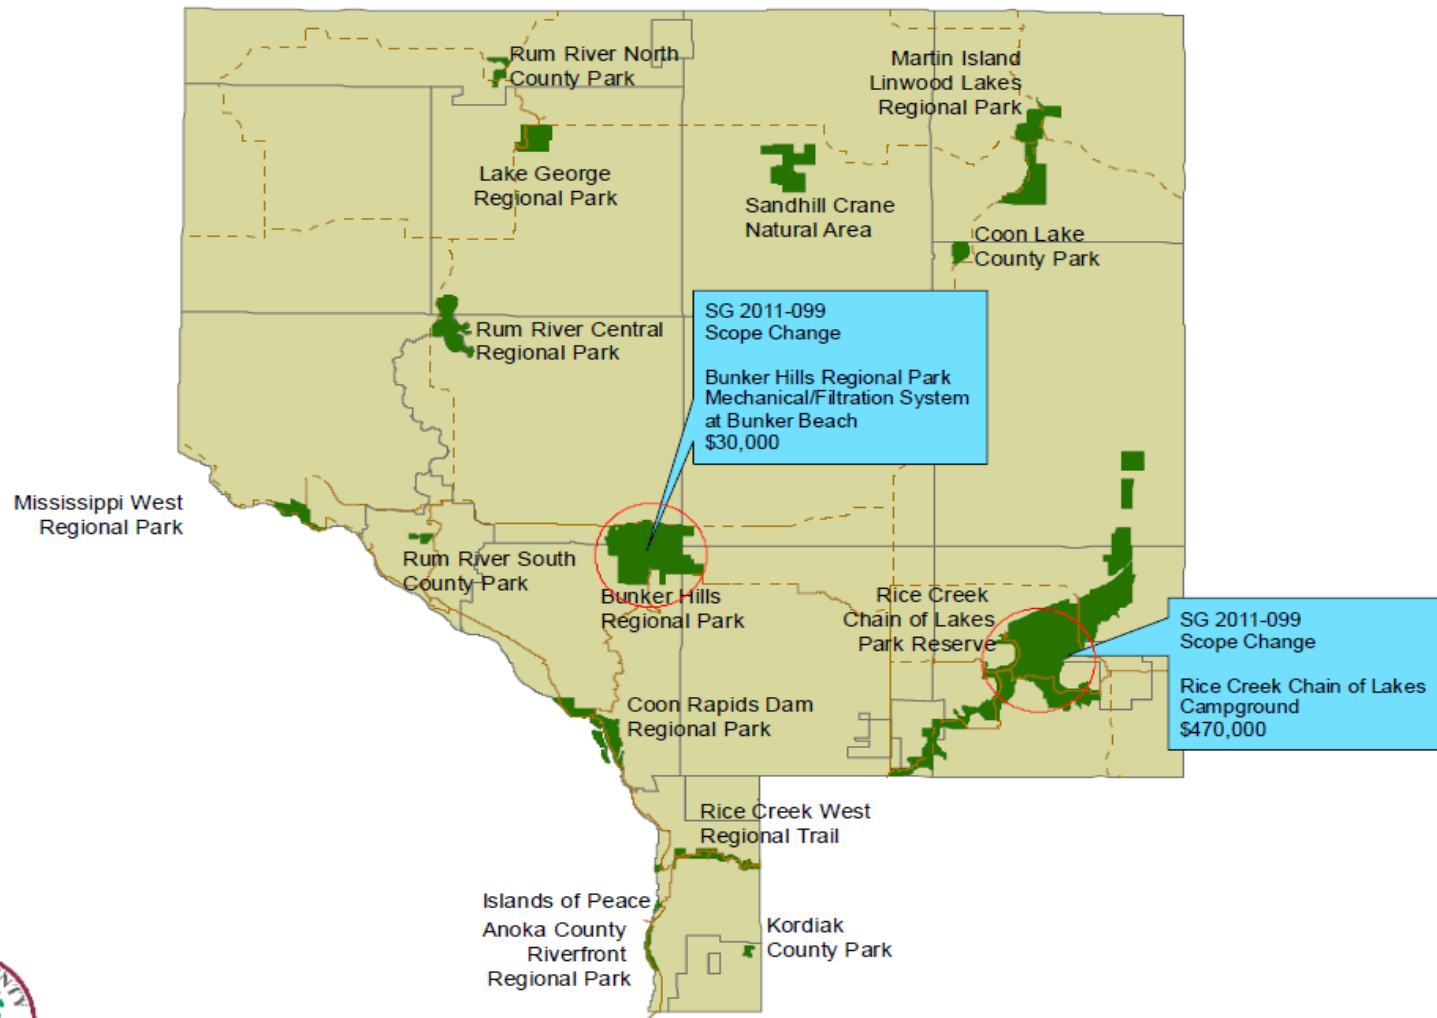 Rum River North
County Park
Martin Island
Linwood Lakes
Regional Park
Lake George
Regional Park
Sandhill Crane
Natural Area
Coon Lake
County Park
SG 2011-099
Scope Change
Bunker Hills Regional Park
Mechanical/Filtration System
at Bunker Beach
$30,000
Rum River Central
Regional Park
Mississippi West
Regional Park
Rum River South
County Park
Bunker Hills
Regional Park
Rice Creek
Chain of Lakes
Park Reserve
SG 2011-099
Scope Change
Rice Creek Chain of Lakes
Campground
$470,000
Coon Rapids Dam
Regional Park
Rice Creek West
Regional Trail
Islands of Peace
Anoka County
Riverfront
Regional Park
Kordiak
County Park